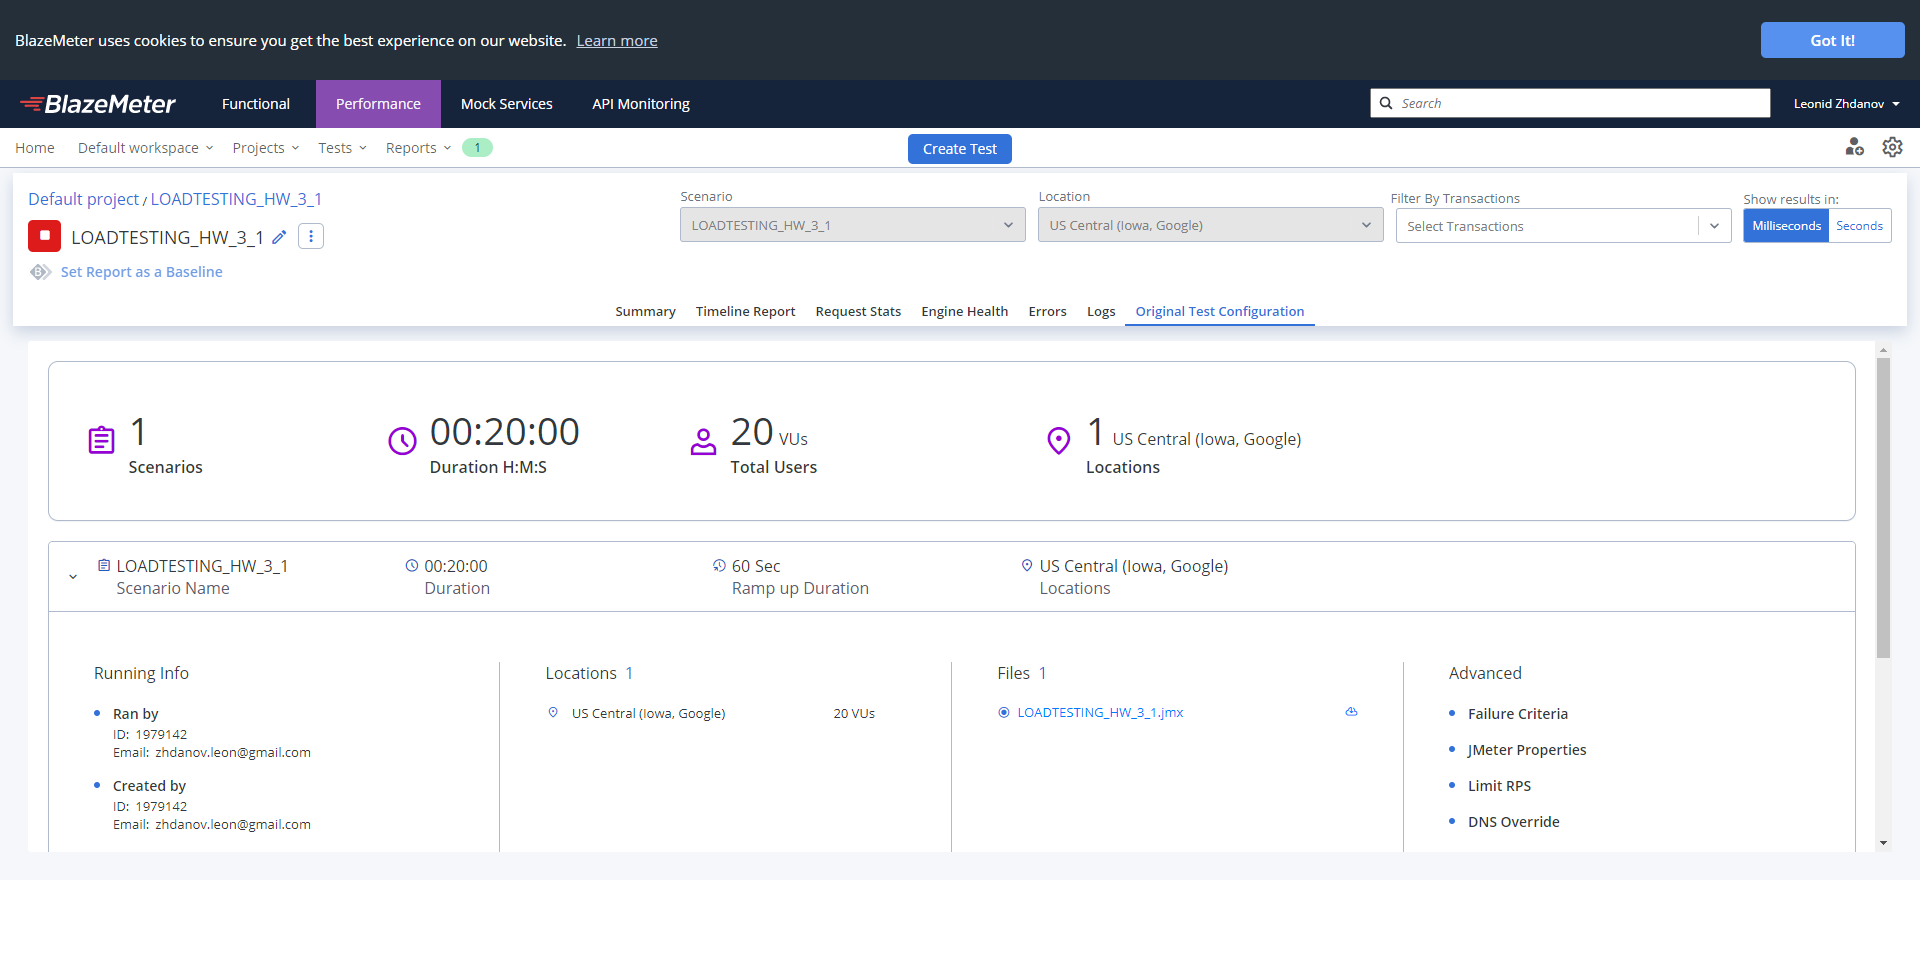 BlazeMeter uses cookies to ensure you get the best experience on our website. Learn more
Got It!
BlazeMeter
Functional
Performance
Mock Services
API Monitoring
Search
Leonid Zhdanov
Home
Default workspace
Projects
Tests
Reports
1
Create Test
Default project / LOADTESTING_HW_3_1
LOADTESTING_HW_3_1
Set Report as a Baseline
Scenario
LOADTESTING_HW_3_1
Location
US Central (Iowa, Google)
Filter By Transactions
Select Transactions
Show results in:
Milliseconds
Seconds
Summary
Timeline Report
Request Stats
Engine Health
Errors
Logs
Original Test Configuration
1
Scenarios
00:20:00
Duration H:M:S
20 VUs
Total Users
1 US Central (Iowa, Google)
Locations
LOADTESTING_HW_3_1
Scenario Name
00:20:00
Duration
60 Sec
Ramp up Duration
US Central (Iowa, Google)
Locations
Running Info
Ran by
ID: 1979142
Email: zhdanov.leon@gmail.com
Created by
ID: 1979142
Email: zhdanov.leon@gmail.com
Locations 1
US Central (Iowa, Google)
20 VUs
Files 1
LOADTESTING_HW_3_1.jmx
Advanced
Failure Criteria
JMeter Properties
Limit RPS
DNS Override